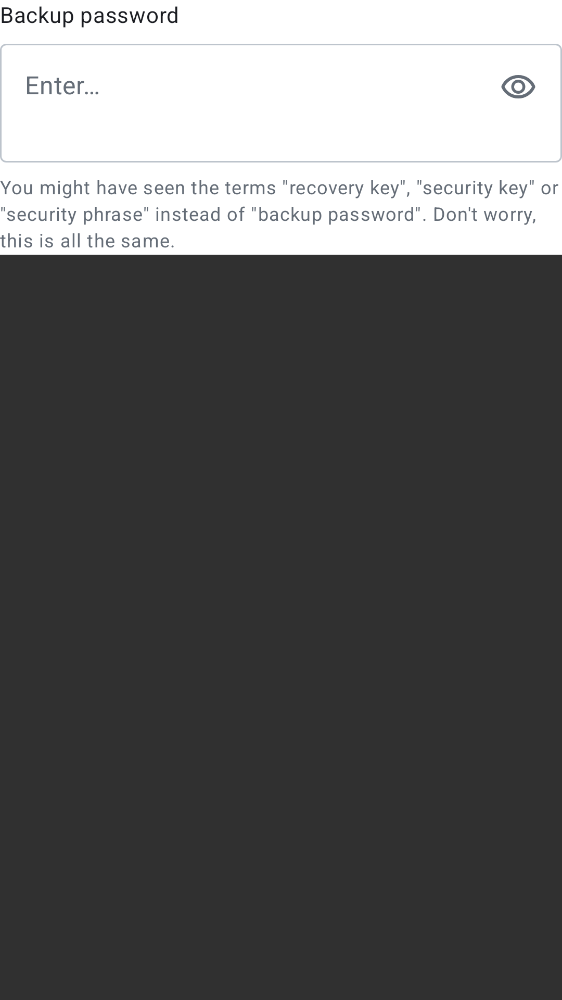 Backup password
Enter…
You might have seen the terms "recovery key", "security key" or
"security phrase" instead of "backup password". Don't worry,
this is all the same.